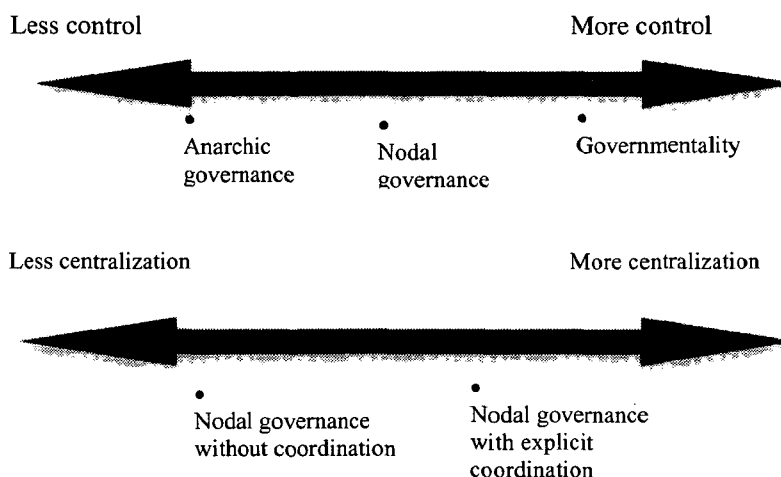 Less control More control
Anarchic governance
Nodal governance
Governmentality
Less centralization More centralization
Nodal governance without coordination
Nodal governance with explicit coordination